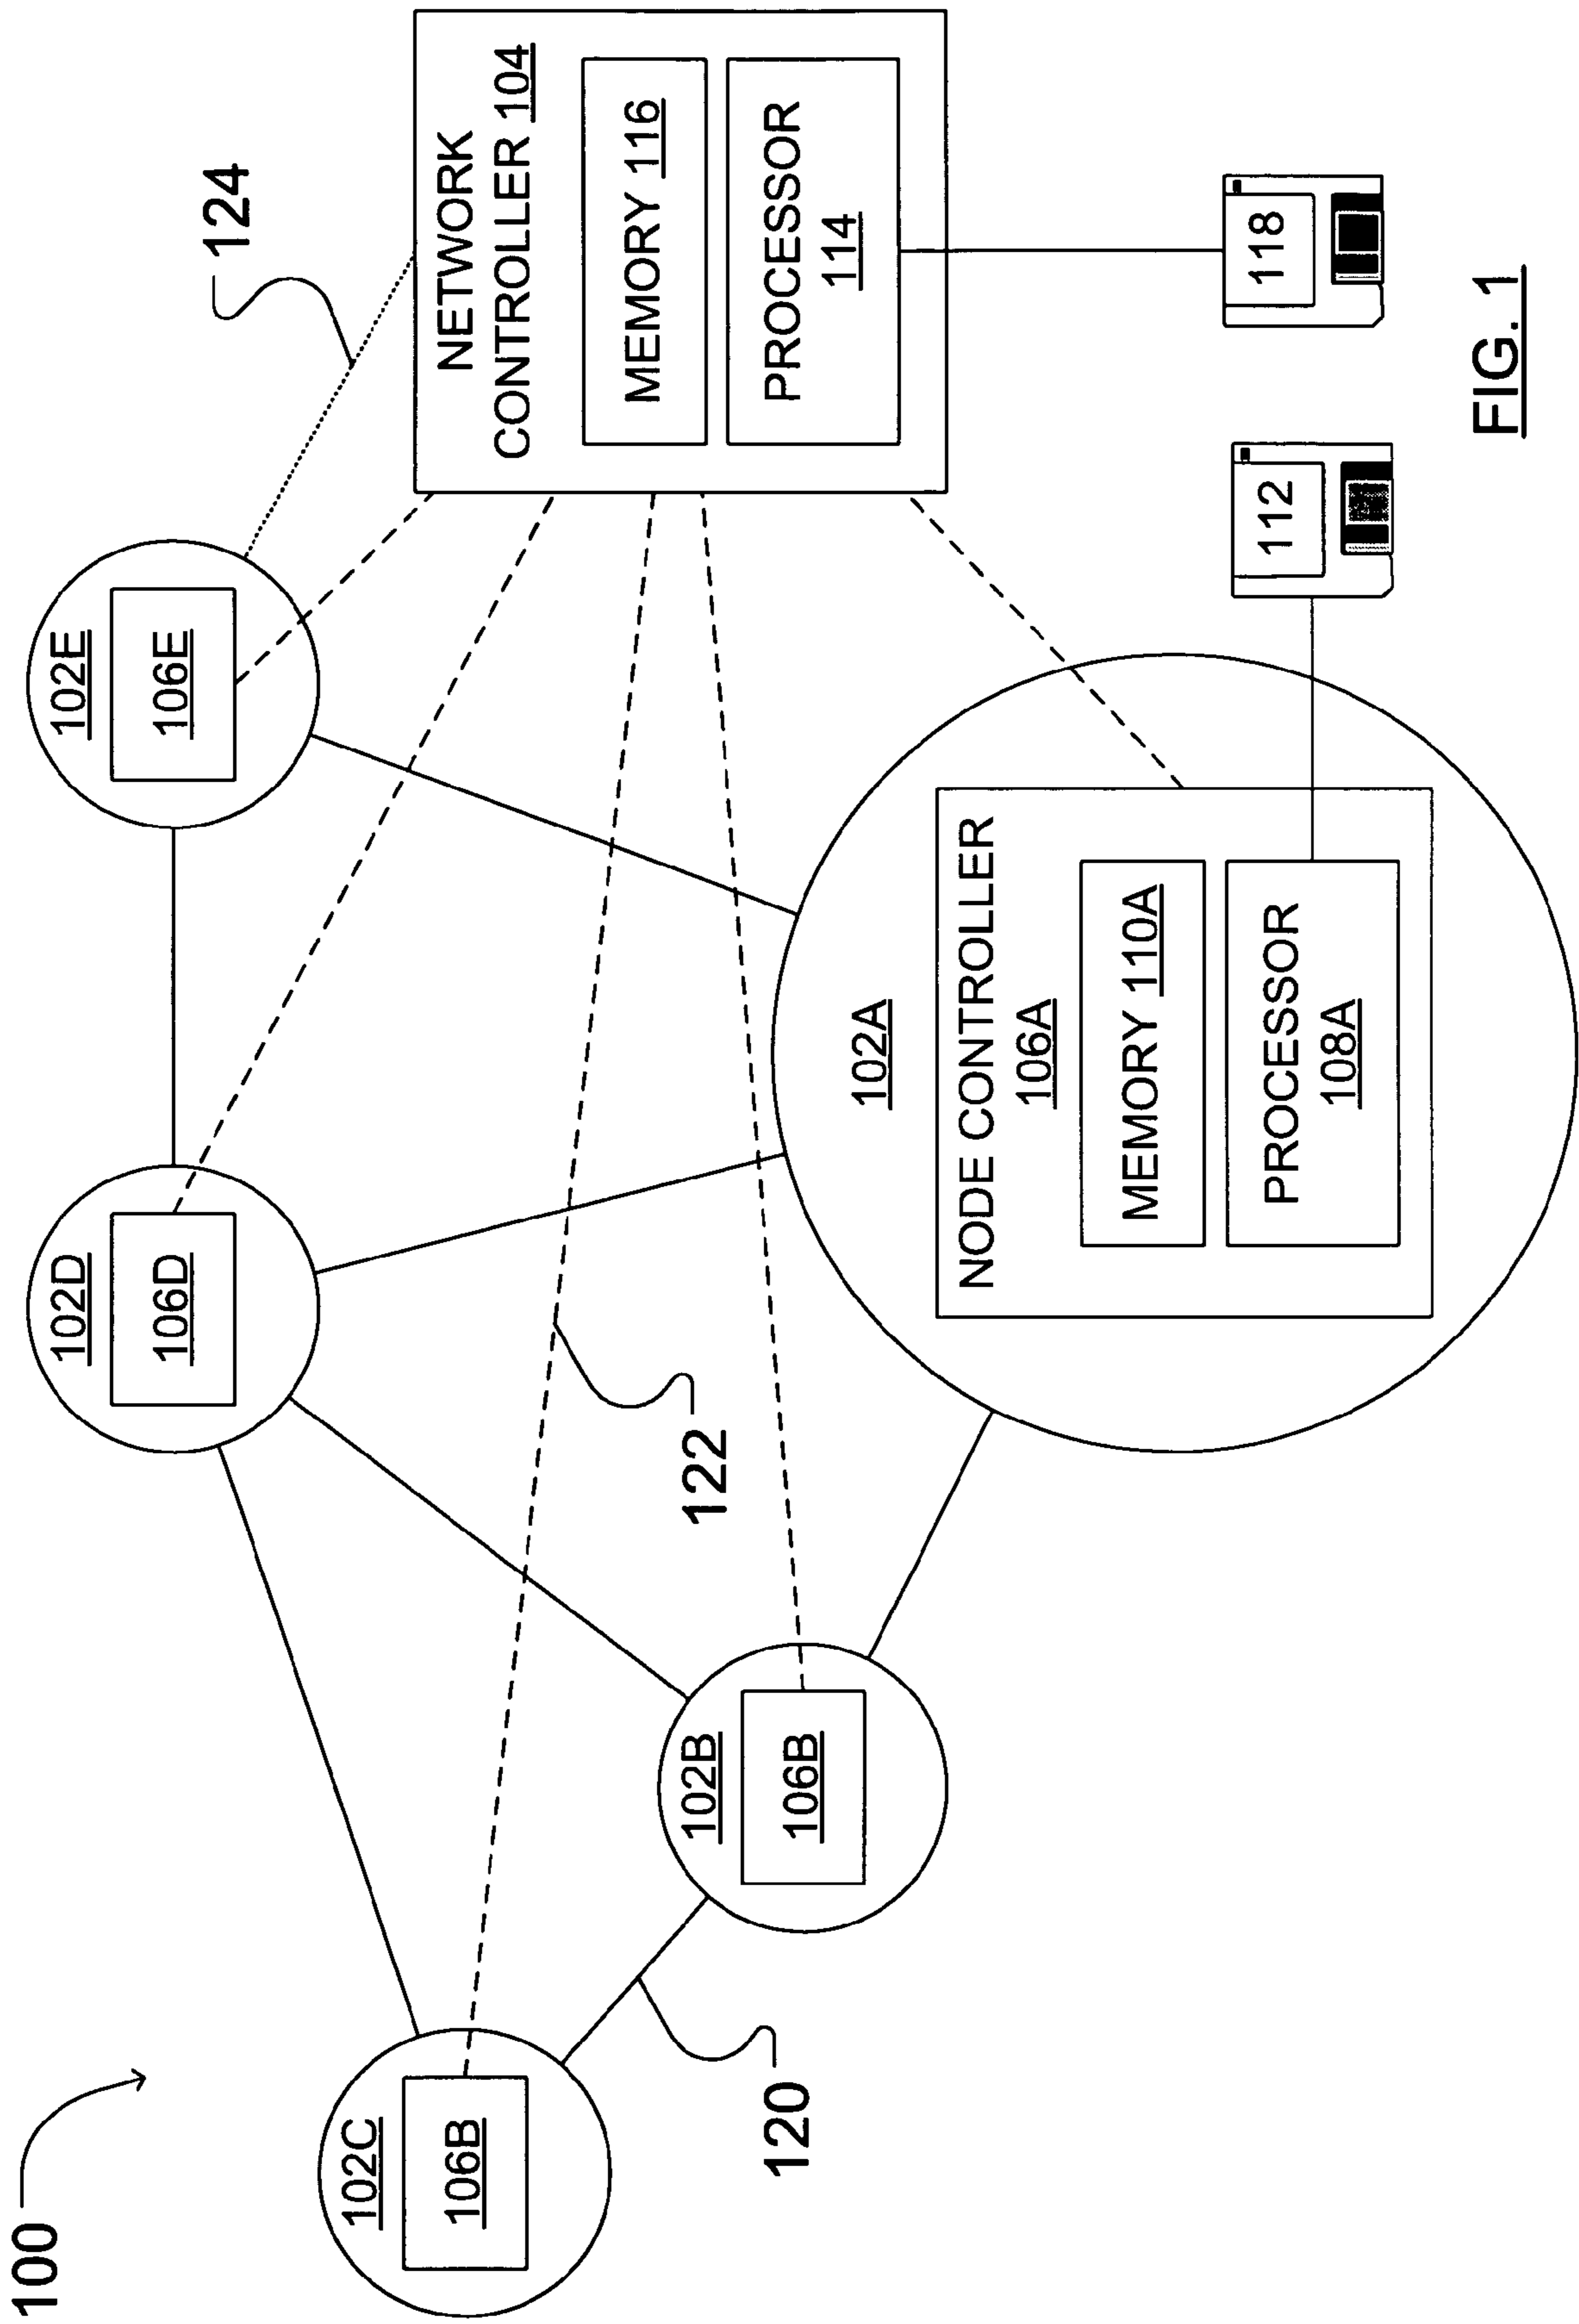 100
124
102D
106D
102E
106E
NETWORK
CONTROLLER 104
MEMORY 116
PROCESSOR
114
102C
106B
122
102B
106B
120
102A
NODE CONTROLLER
106A
MEMORY 110A
PROCESSOR
108A
112
118
FIG. 1